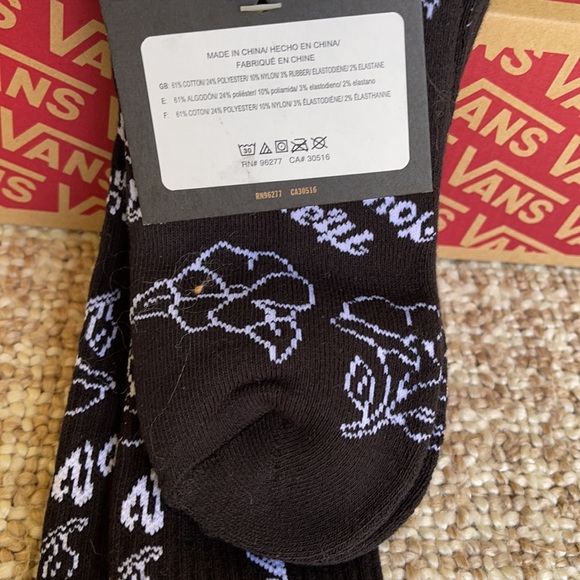 MADE IN CHINA/ HECHO EN CHINA/
FABRIQUÉ EN CHINE
GB: 61% COTTON/ 24% POLYESTER/ 10% NYLON/ 3% RUBBER/ ELASTODIENE/ 2% ELASTANE
E: 61% ALGODÓN/ 24% poliéster/ 10% poliamida/ 3% elastodieno/ 2% elastano
F: 61% COTON/ 24% POLYESTER/ 10% NYLON/ 3% ÉLASTODIÈNE/ 2% ÉLASTHANNE
30
RN# 96277 CA# 30516
RN96277 CA30516
VANS
VANS
VANS
VANS
VANS